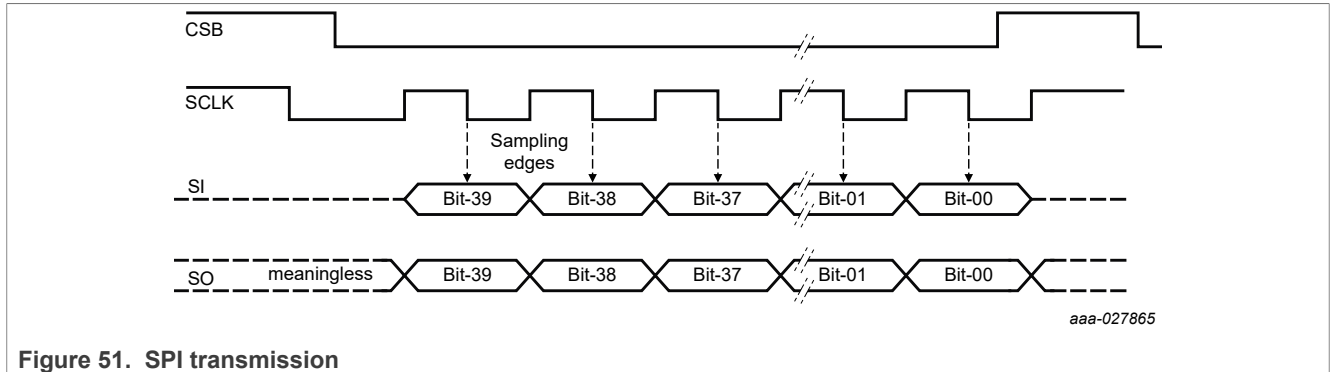 CSB
SCLK
Sampling
edges
SI
Bit-39 Bit-38 Bit-37 Bit-01 Bit-00
SO meaningless Bit-39 Bit-38 Bit-37 Bit-01 Bit-00
aaa-027865
Figure 51. SPI transmission